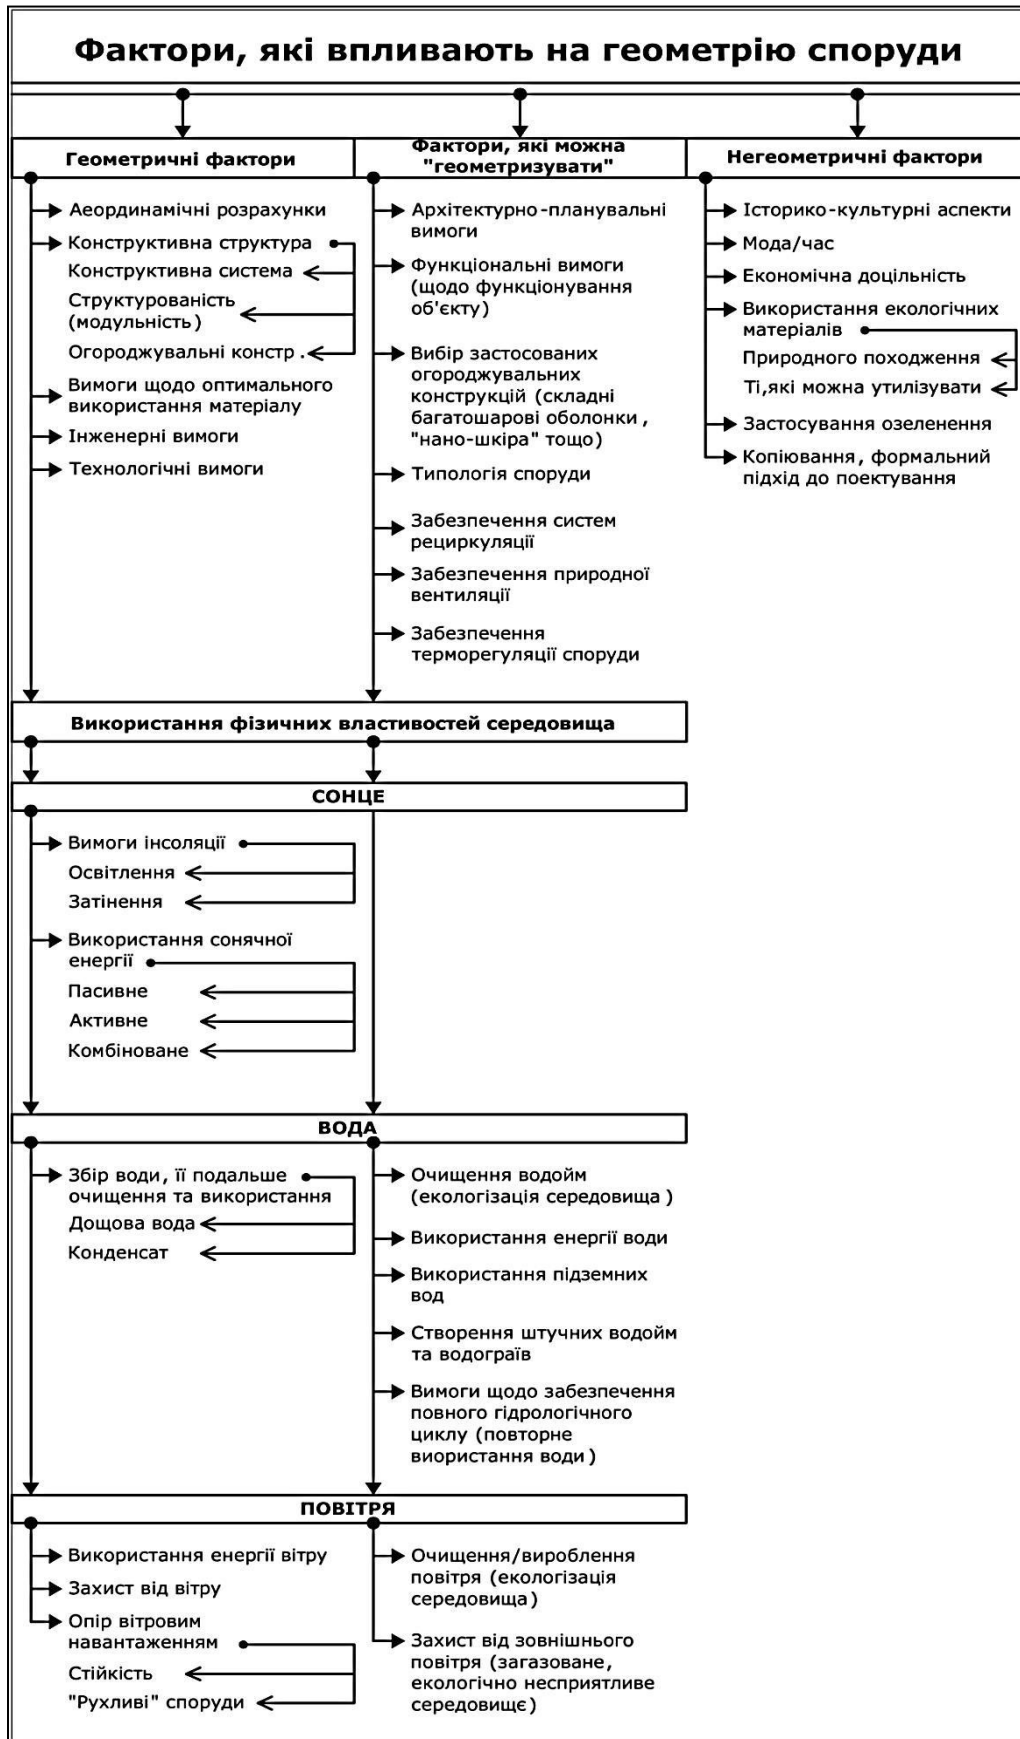 Фактори, які впливають на геометрію споруди
Геометричні фактори
Аеординамічні розрахунки
Конструктивна структура
Конструктивна система
Структурованість
(модульність)
Огороджувальні констр.
Вимоги щодо оптимального
використання матеріалу
Інженерні вимоги
Технологічні вимоги
Фактори, які можна
"геометризувати"
Архітектурно-планувальні
вимоги
Функціональні вимоги
(щодо функціонування
об'єкту)
Вибір застосованих
огороджувальних
конструкцій (складні
багатошарові оболонки,
"нано-шкіра" тощо)
Типологія споруди
Забезпечення систем
рециркуляції
Забезпечення природної
вентиляції
Забезпечення
терморегуляції споруди
Негеометричні фактори
Історико-культурні аспекти
Мода/час
Економічна доцільність
Використання екологічних
матеріалів
Природного походження
Ті,які можна утилізувати
Застосування озеленення
Копіювання, формальний
підхід до поектування
Використання фізичних властивостей середовища
СОНЦЕ
Вимоги інсоляції
Освітлення
Затінення
Використання сонячної
енергії
Пасивне
Активне
Комбіноване
ВОДА
Збір води, її подальше
очищення та використання
Дощова вода
Конденсат
Очищення водойм
(екологізація середовища)
Використання енергії води
Використання підземних
вод
Створення штучних водойм
та водограїв
Вимоги щодо забезпечення
повного гідрологічного
циклу (повторне
виористання води)
ПОВІТРЯ
Використання енергії вітру
Захист від вітру
Опір вітровим
навантаженням
Стійкість
"Рухливі" споруди
Очищення/вироблення
повітря (екологізація
середовища)
Захист від зовнішнього
повітря (загазоване,
екологічно несприятливе
середовищє)